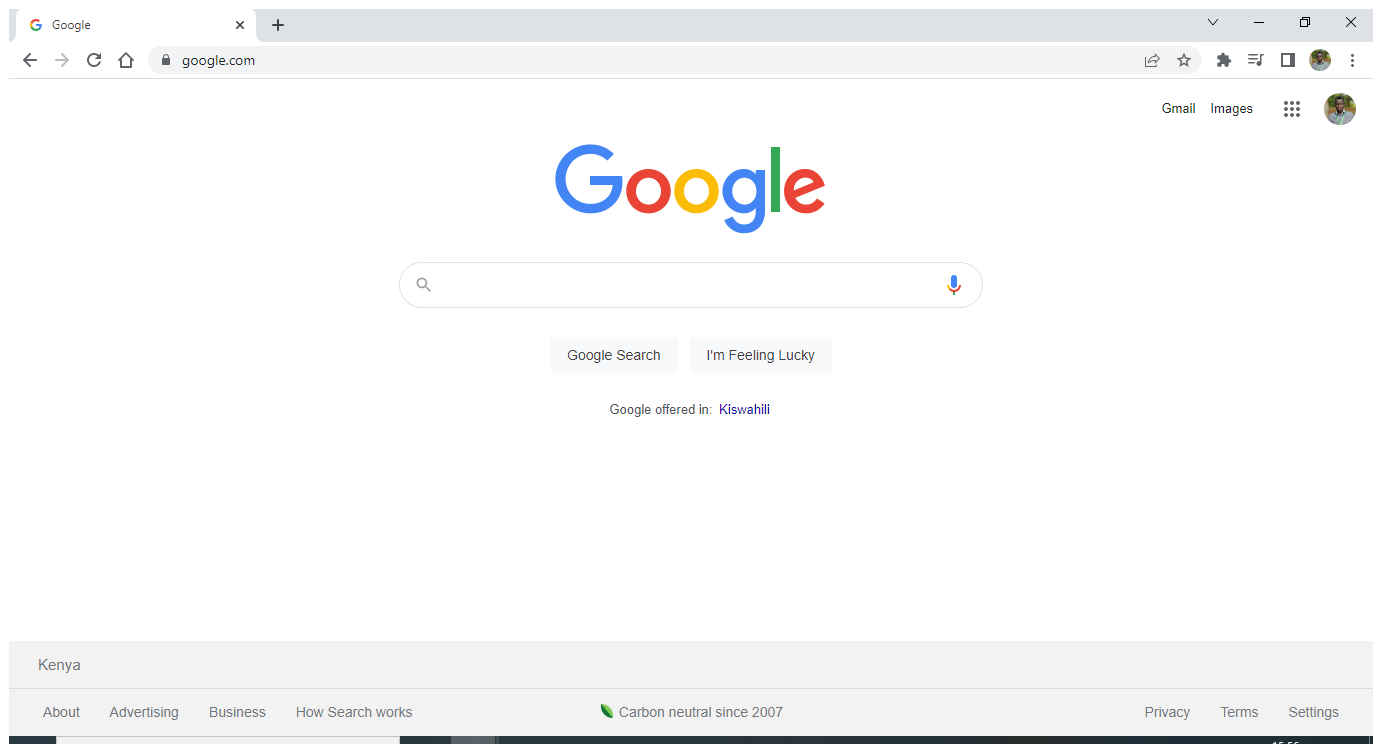 Google
google.com
Gmail Images
Google
Google Search I'm Feeling Lucky
Google offered in: Kiswahili
Kenya
About Advertising Business How Search works Carbon neutral since 2007 Privacy Terms Settings